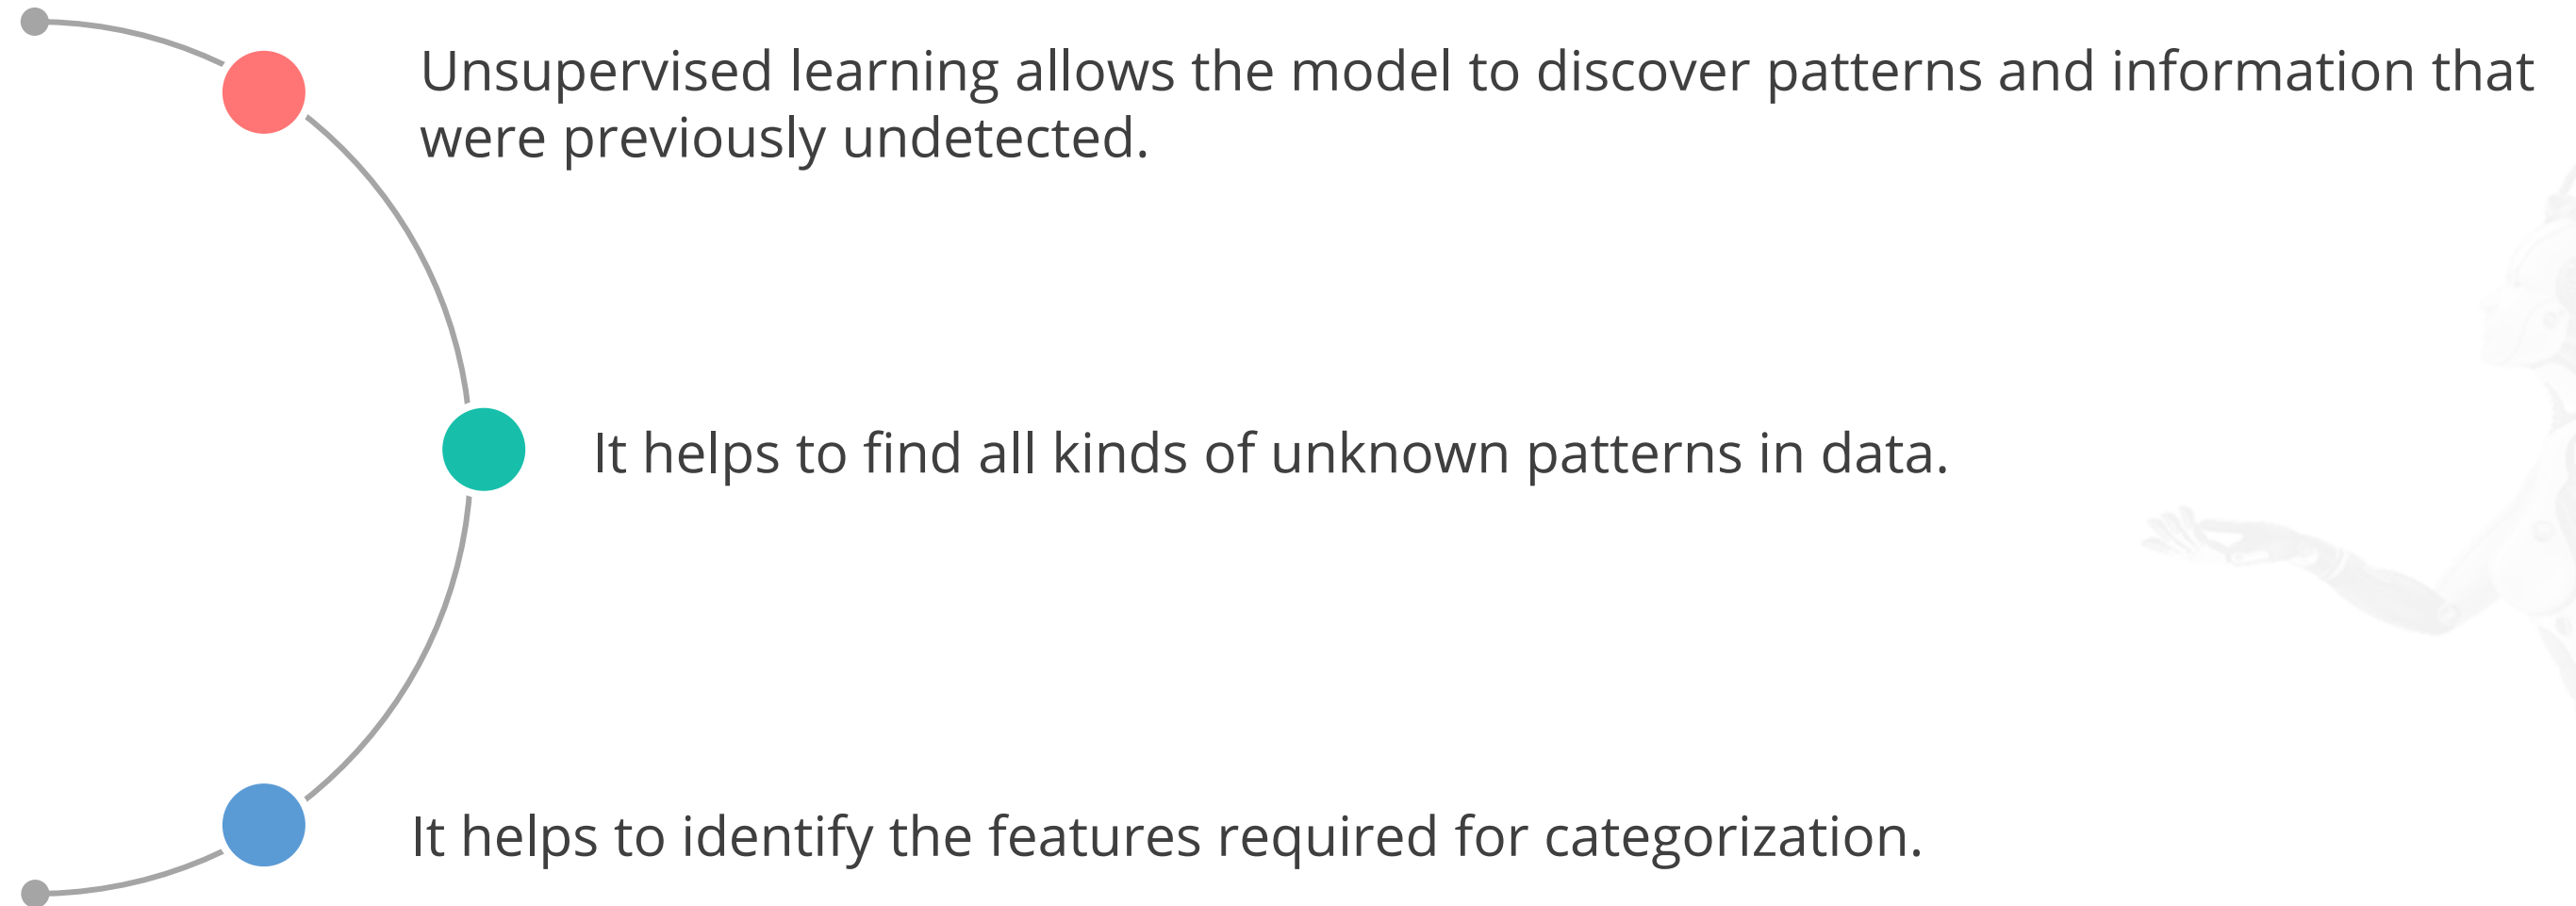 Unsupervised learning allows the model to discover patterns and information that
were previously undetected.
It helps to find all kinds of unknown patterns in data.
It helps to identify the features required for categorization.